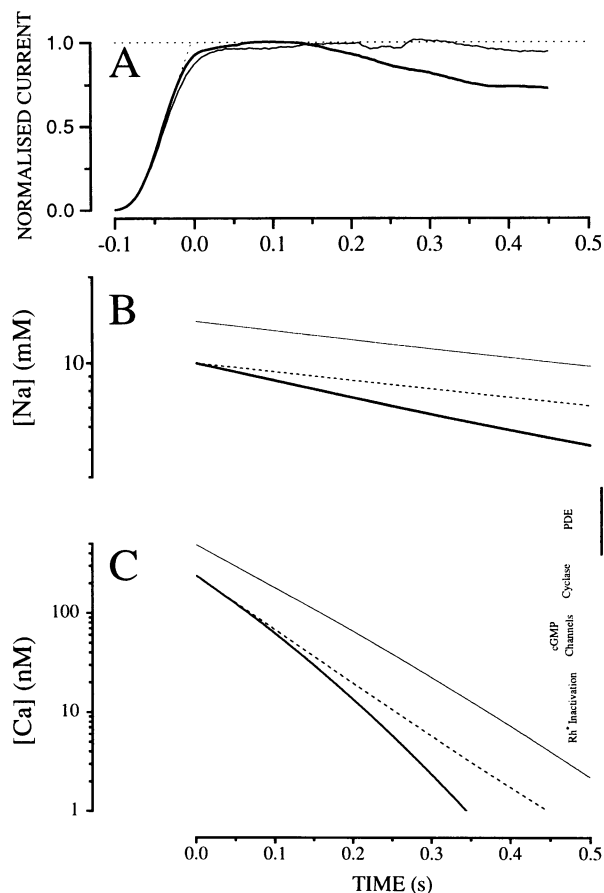 A
NORMALISED CURRENT
1.0
0.5
0.0
-0.1 0.0 0.1 0.2 0.3 0.4 0.5
B
[Na] (mM)
10
C
[Ca] (nM)
100
10
1
PDE
Cyclase
cGMP
Channels
Rh* Inactivation
0.0 0.1 0.2 0.3 0.4 0.5
TIME (s)